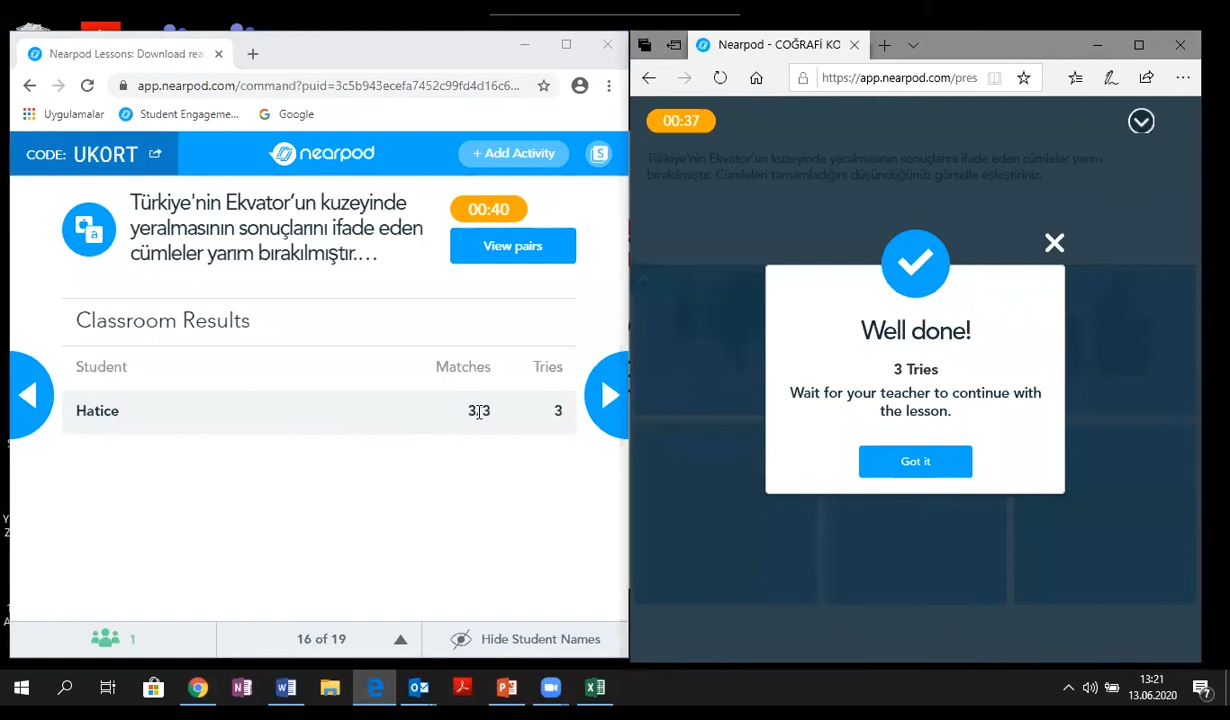 Nearpod Lessons: Download rea
app.nearpod.com/command?puid=3c5b943ecefa7452c99fd4d16c6...
Uygulamalar
Student Engageme...
Google
CODE: UKORT
nearpod
+ Add Activity
S
Türkiye'nin Ekvator'un kuzeyinde
yeralmasının sonuçlarını ifade eden
cümleler yarım bırakılmıştır....
00:40
View pairs
Classroom Results
Student
Matches
Tries
Hatice
3/3
3
1
16 of 19
Hide Student Names
Nearpod - COĞRAFİ KO
https://app.nearpod.com/pres
00:37
Türkiye'nin Ekvator'un kuzeyinde yeralmasının sonuçlarını ifade eden cümleler yarım
bırakılmıştır. Cümleleri tamamladığını düşündüğünüz görselle eşleştiriniz.
Well done!
3 Tries
Wait for your teacher to continue with
the lesson.
Got it
13:21
13.06.2020
7